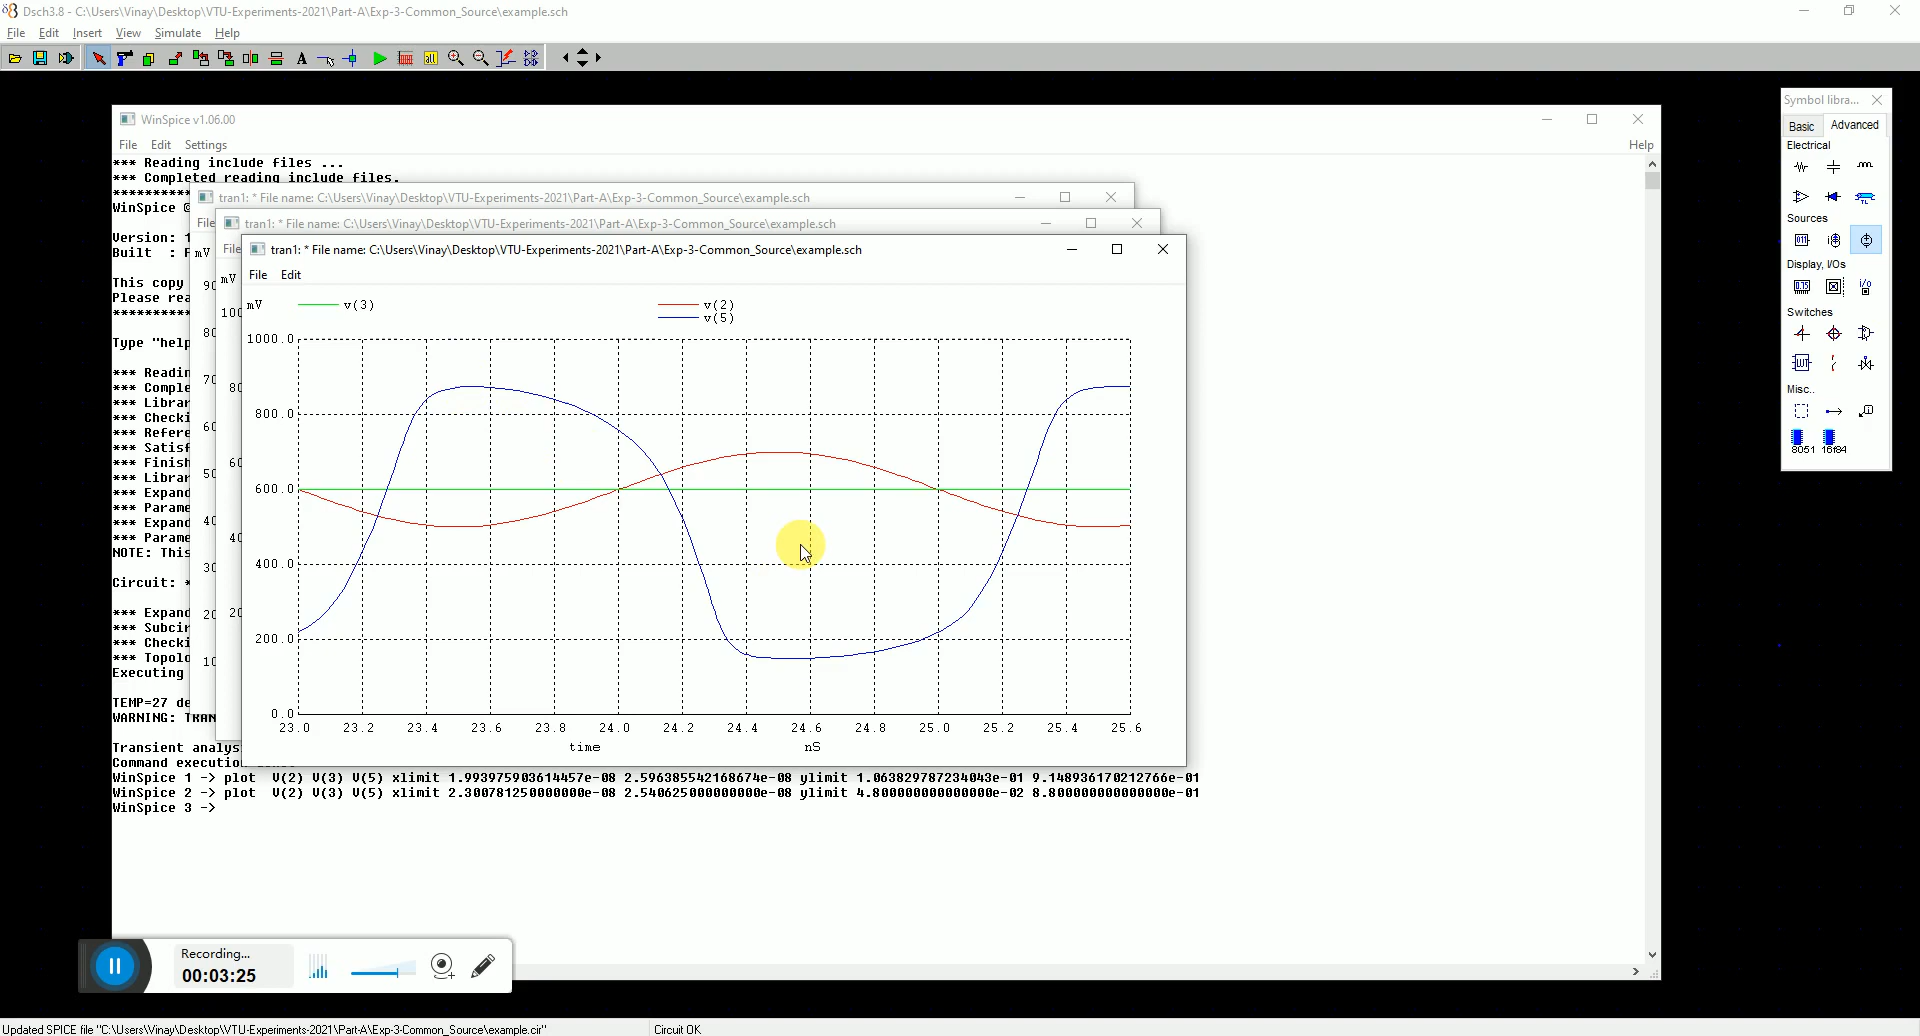 Dsch3.8 - C:\Users\Vinay\Desktop\VTU-Experiments-2021\Part-A\Exp-3-Common_Source\example.sch
File Edit Insert View Simulate Help
WinSpice v1.06.00
File Edit Settings Help
*** Reading include files ...
*** Completed reading include files.
WinSpice
Version: 1
Built :
This copy
Please rea
Type "help
*** Readin
*** Comple
*** Librar
*** Checki
*** Refere
*** Satisf
*** Finish
*** Librar
*** Expand
*** Parame
*** Expand
*** Parame
NOTE: This
Circuit: *
*** Expand
*** Subcir
*** Checki
*** Topolo
Executing
TEMP=27 de
WARNING: TRAN
Transient analys
Command execution
WinSpice 1 -> plot V(2) V(3) V(5) xlimit 1.993975903614457e-08 2.596385542168674e-08 ylimit 1.063829787234043e-01 9.148936170212766e-01
WinSpice 2 -> plot V(2) V(3) V(5) xlimit 2.300781250000000e-08 2.540625000000000e-08 ylimit 4.800000000000000e-02 8.800000000000000e-01
WinSpice 3 ->
tran1: * File name: C:\Users\Vinay\Desktop\VTU-Experiments-2021\Part-A\Exp-3-Common_Source\example.sch
File
mV
tran1: * File name: C:\Users\Vinay\Desktop\VTU-Experiments-2021\Part-A\Exp-3-Common_Source\example.sch
File
mV
tran1: * File name: C:\Users\Vinay\Desktop\VTU-Experiments-2021\Part-A\Exp-3-Common_Source\example.sch
File Edit
mV v(3) v(2)
v(5)
1000.0
800.0
600.0
400.0
200.0
0.0
23.0 23.2 23.4 23.6 23.8 24.0 24.2 24.4 24.6 24.8 25.0 25.2 25.4 25.6
time nS
Symbol libra...
Basic Advanced
Electrical
Sources
Display, I/Os
Switches
Misc..
8051 16f84
Recording...
00:03:25
Updated SPICE file "C:\Users\Vinay\Desktop\VTU-Experiments-2021\Part-A\Exp-3-Common_Source\example.cir" Circuit OK